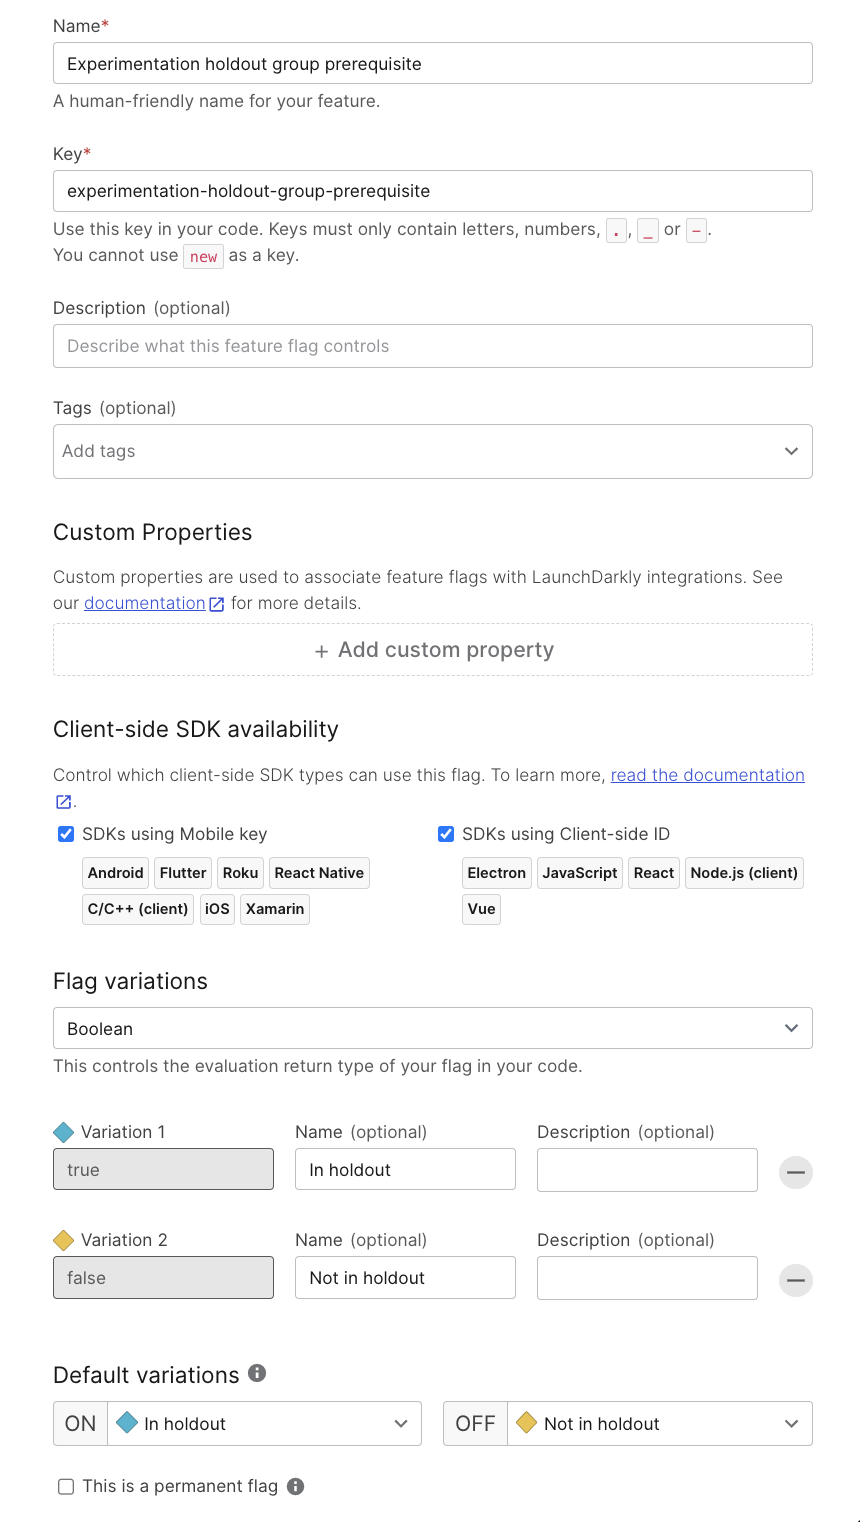 Name*
Experimentation holdout group prerequisite
A human-friendly name for your feature.
Key*
experimentation-holdout-group-prerequisite
Use this key in your code. Keys must only contain letters, numbers, . , _ or - .
You cannot use new as a key.
Description (optional)
Describe what this feature flag controls
Tags (optional)
Add tags
Custom Properties
Custom properties are used to associate feature flags with LaunchDarkly integrations. See
our documentation for more details.
+ Add custom property
Client-side SDK availability
Control which client-side SDK types can use this flag. To learn more, read the documentation
.
SDKs using Mobile key
Android Flutter Roku React Native
C/C++ (client) iOS Xamarin
SDKs using Client-side ID
Electron JavaScript React Node.js (client)
Vue
Flag variations
Boolean
This controls the evaluation return type of your flag in your code.
Variation 1 Name (optional) Description (optional)
true In holdout
Variation 2 Name (optional) Description (optional)
false Not in holdout
Default variations
ON In holdout OFF Not in holdout
This is a permanent flag